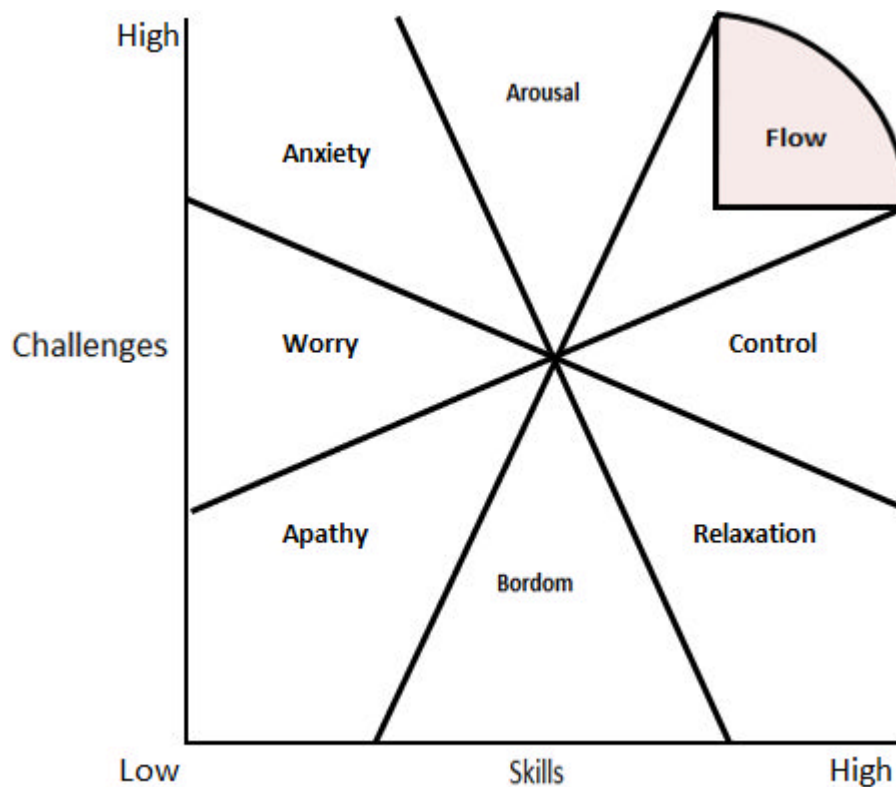 High
Arousal
Flow
Anxiety
Challenges
Worry
Control
Apathy
Relaxation
Bordom
Low
Skills
High